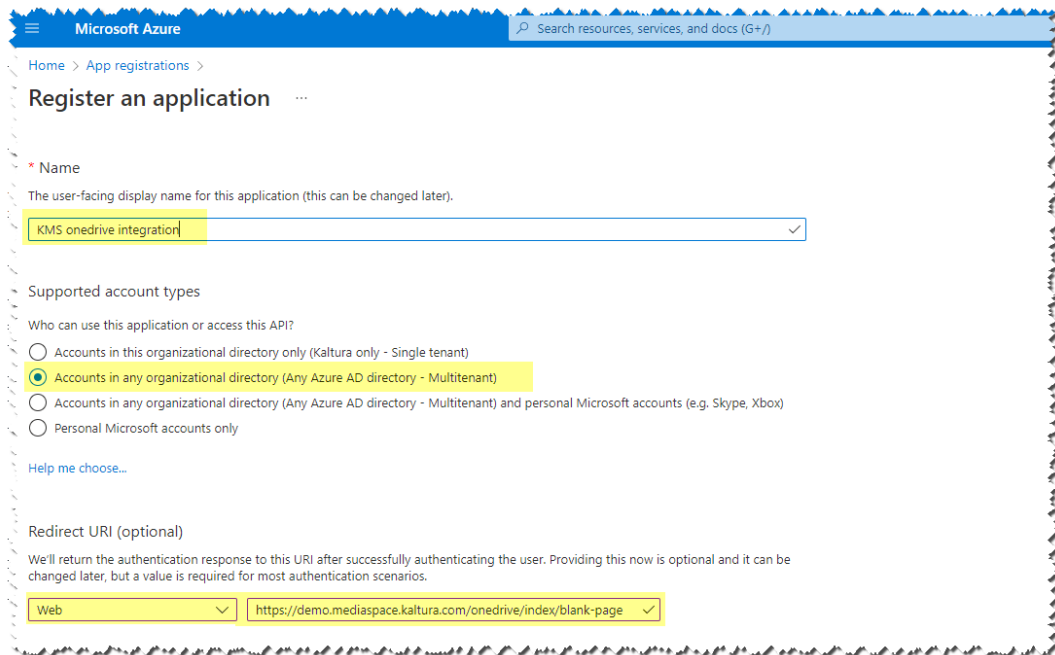 Microsoft Azure
Search resources, services, and docs (G+/)
Home > App registrations >
Register an application ...
* Name
The user-facing display name for this application (this can be changed later).
KMS onedrive integration
Supported account types
Who can use this application or access this API?
Accounts in this organizational directory only (Kaltura only - Single tenant)
Accounts in any organizational directory (Any Azure AD directory - Multitenant)
Accounts in any organizational directory (Any Azure AD directory - Multitenant) and personal Microsoft accounts (e.g. Skype, Xbox)
Personal Microsoft accounts only
Help me choose...
Redirect URI (optional)
We'll return the authentication response to this URI after successfully authenticating the user. Providing this now is optional and it can be
changed later, but a value is required for most authentication scenarios.
Web https://demo.mediaspace.kaltura.com/onedrive/index/blank-page